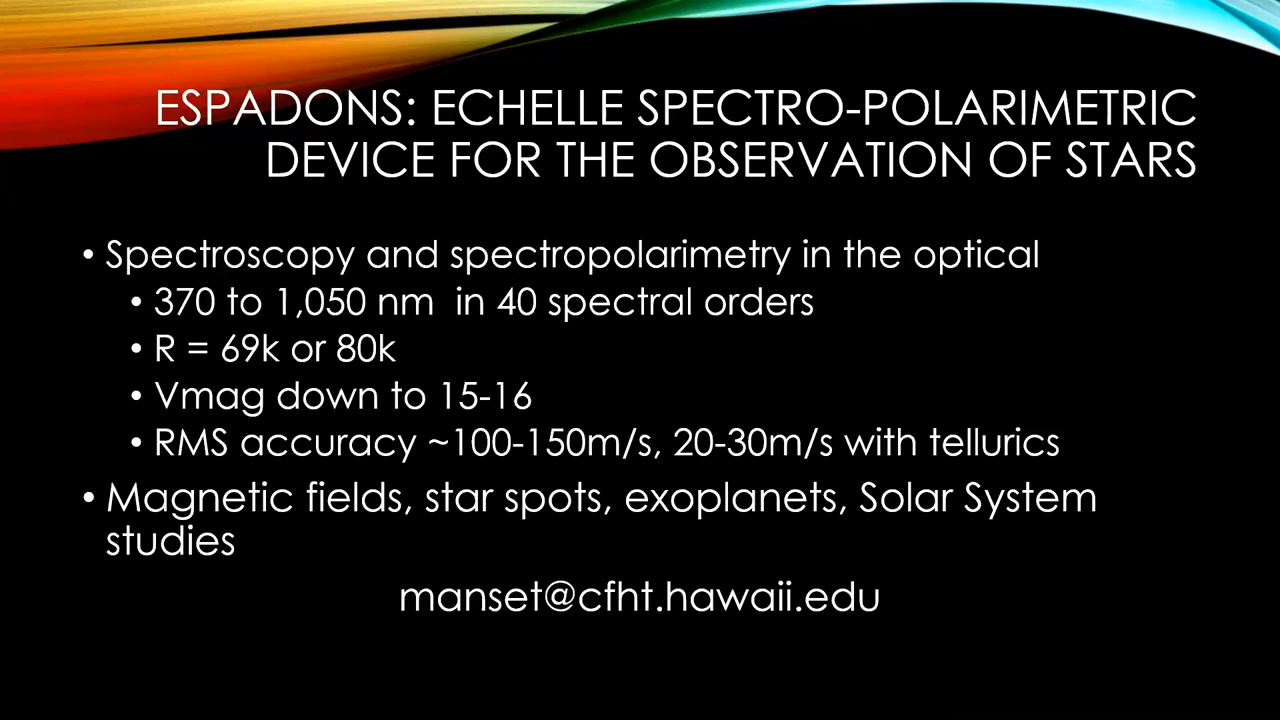 ESPADONS: ECHELLE SPECTRO-POLARIMETRIC
DEVICE FOR THE OBSERVATION OF STARS
• Spectroscopy and spectropolarimetry in the optical
• 370 to 1,050 nm in 40 spectral orders
• R = 69k or 80k
• Vmag down to 15-16
• RMS accuracy ~100-150m/s, 20-30m/s with tellurics
• Magnetic fields, star spots, exoplanets, Solar System
studies
manset@cfht.hawaii.edu